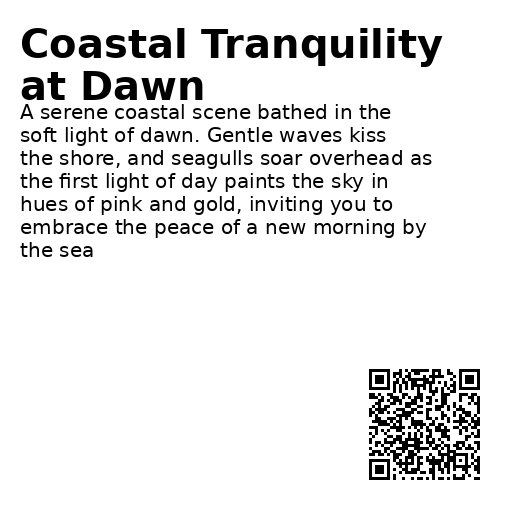 Coastal Tranquility
at Dawn
A serene coastal scene bathed in the
soft light of dawn. Gentle waves kiss
the shore, and seagulls soar overhead as
the first light of day paints the sky in
hues of pink and gold, inviting you to
embrace the peace of a new morning by
the sea